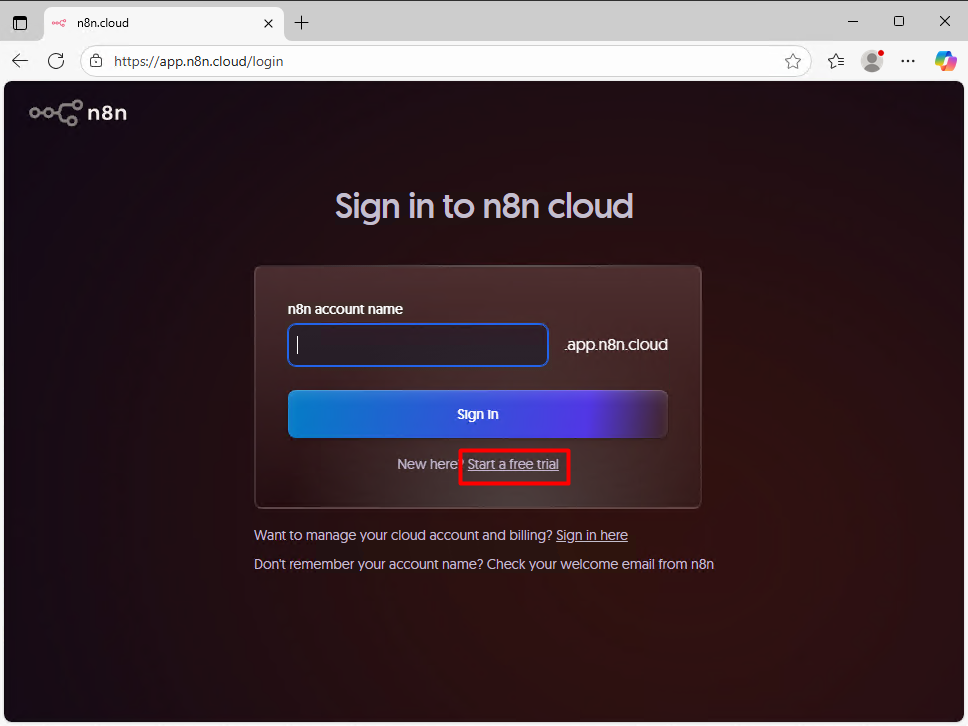 n8n.cloud
https://app.n8n.cloud/login
n8n
Sign in to n8n cloud
n8n account name
.app.n8n.cloud
Sign in
New here? Start a free trial
Want to manage your cloud account and billing? Sign in here
Don't remember your account name? Check your welcome email from n8n